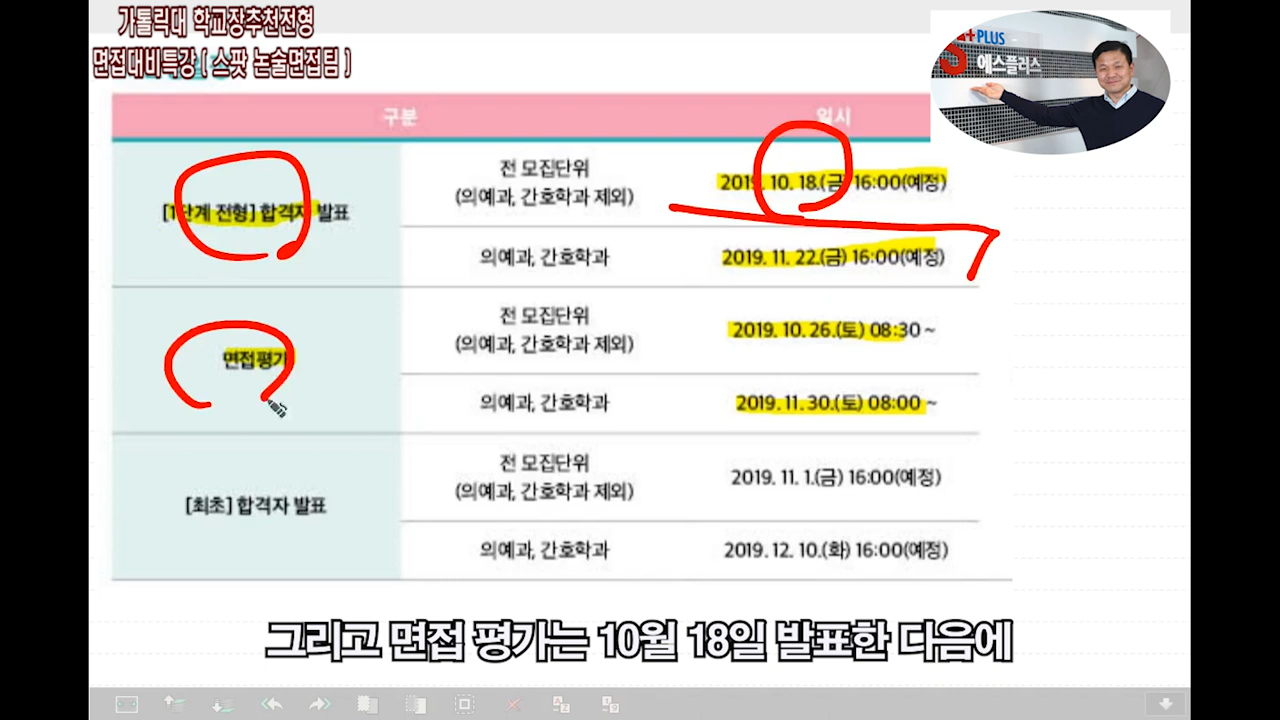 가톨릭대 학교장추천전형
면접대비특강 ( 스팟 논술면접팀 )
PLUS
에스플러스
구분 일시
[1단계 전형] 합격자 발표
전 모집단위
(의예과, 간호학과 제외)
2019. 10. 18.(금) 16:00(예정)
의예과, 간호학과
2019. 11. 22.(금) 16:00(예정)
면접평가
전 모집단위
(의예과, 간호학과 제외)
2019. 10. 26.(토) 08:30 ~
의예과, 간호학과
2019. 11. 30.(토) 08:00 ~
[최초] 합격자 발표
전 모집단위
(의예과, 간호학과 제외)
2019. 11. 1.(금) 16:00(예정)
의예과, 간호학과
2019. 12. 10.(화) 16:00(예정)
그리고 면접 평가는 10월 18일 발표한 다음에